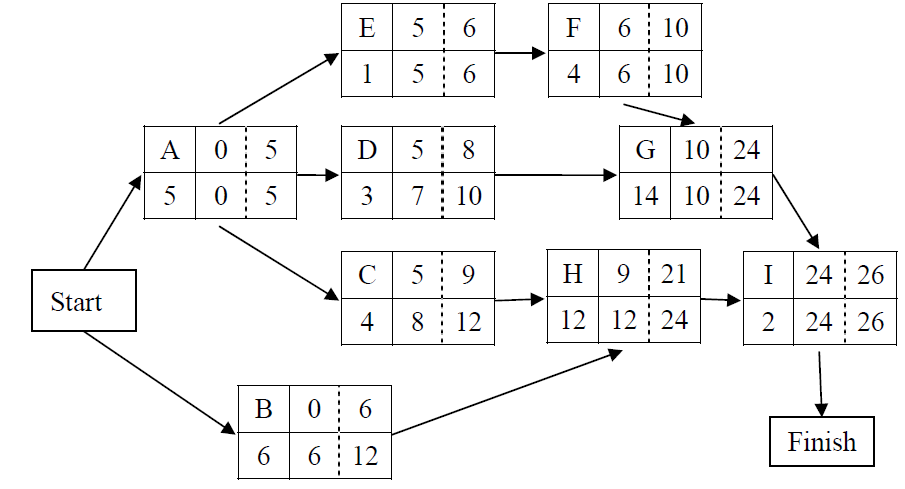 E 5 6
1 5 6
F 6 10
4 6 10
A 0 5
5 0 5
D 5 8
3 7 10
G 10 24
14 10 24
Start
C 5 9
4 8 12
H 9 21
12 12 24
I 24 26
2 24 26
B 0 6
6 6 12
Finish